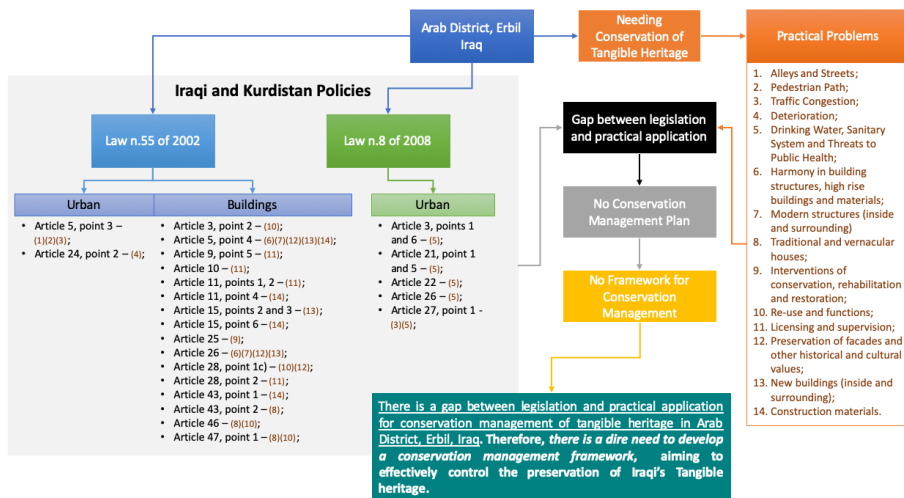 Arab District, Erbil
Iraq
Needing
Conservation of
Tangible Heritage
Practical Problems
1. Alleys and Streets;
2. Pedestrian Path;
3. Traffic Congestion;
4. Deterioration;
5. Drinking Water, Sanitary
System and Threats to
Public Health;
6. Harmony in building
structures, high rise
buildings and materials;
7. Modern structures (inside
and surrounding)
8. Traditional and vernacular
houses;
9. Interventions of
conservation, rehabilitation
and restoration;
10. Re-use and functions;
11. Licensing and supervision;
12. Preservation of facades and
other historical and cultural
values;
13. New buildings (inside and
surrounding);
14. Construction materials.
Iraqi and Kurdistan Policies
Law n.55 of 2002
Law n.8 of 2008
Urban
• Article 5, point 3 –
(1)(2)(3);
• Article 24, point 2 – (4);
Buildings
• Article 3, point 2 – (10);
• Article 5, point 4 – (6)(7)(12)(13)(14);
• Article 9, point 5 – (11);
• Article 10 – (11);
• Article 11, points 1, 2 – (11);
• Article 11, point 4 – (14);
• Article 15, points 2 and 3 – (13);
• Article 15, point 6 – (14);
• Article 25 – (9);
• Article 26 – (6)(7)(12)(13);
• Article 28, point 1c) – (10)(12);
• Article 28, point 2 – (11);
• Article 43, point 1 – (14);
• Article 43, point 2 – (8);
• Article 46 – (8)(10);
• Article 47, point 1 – (8)(10);
Urban
• Article 3, points 1
and 6 – (5);
• Article 21, point 1
and 5 – (5);
• Article 22 – (5);
• Article 26 – (5);
• Article 27, point 1 -
(3)(5);
Gap between legislation
and practical application
No Conservation
Management Plan
No Framework for
Conservation
Management
There is a gap between legislation and practical application
for conservation management of tangible heritage in Arab
District, Erbil, Iraq. Therefore, there is a dire need to develop
a conservation management framework, aiming to
effectively control the preservation of Iraqi's Tangible
heritage.